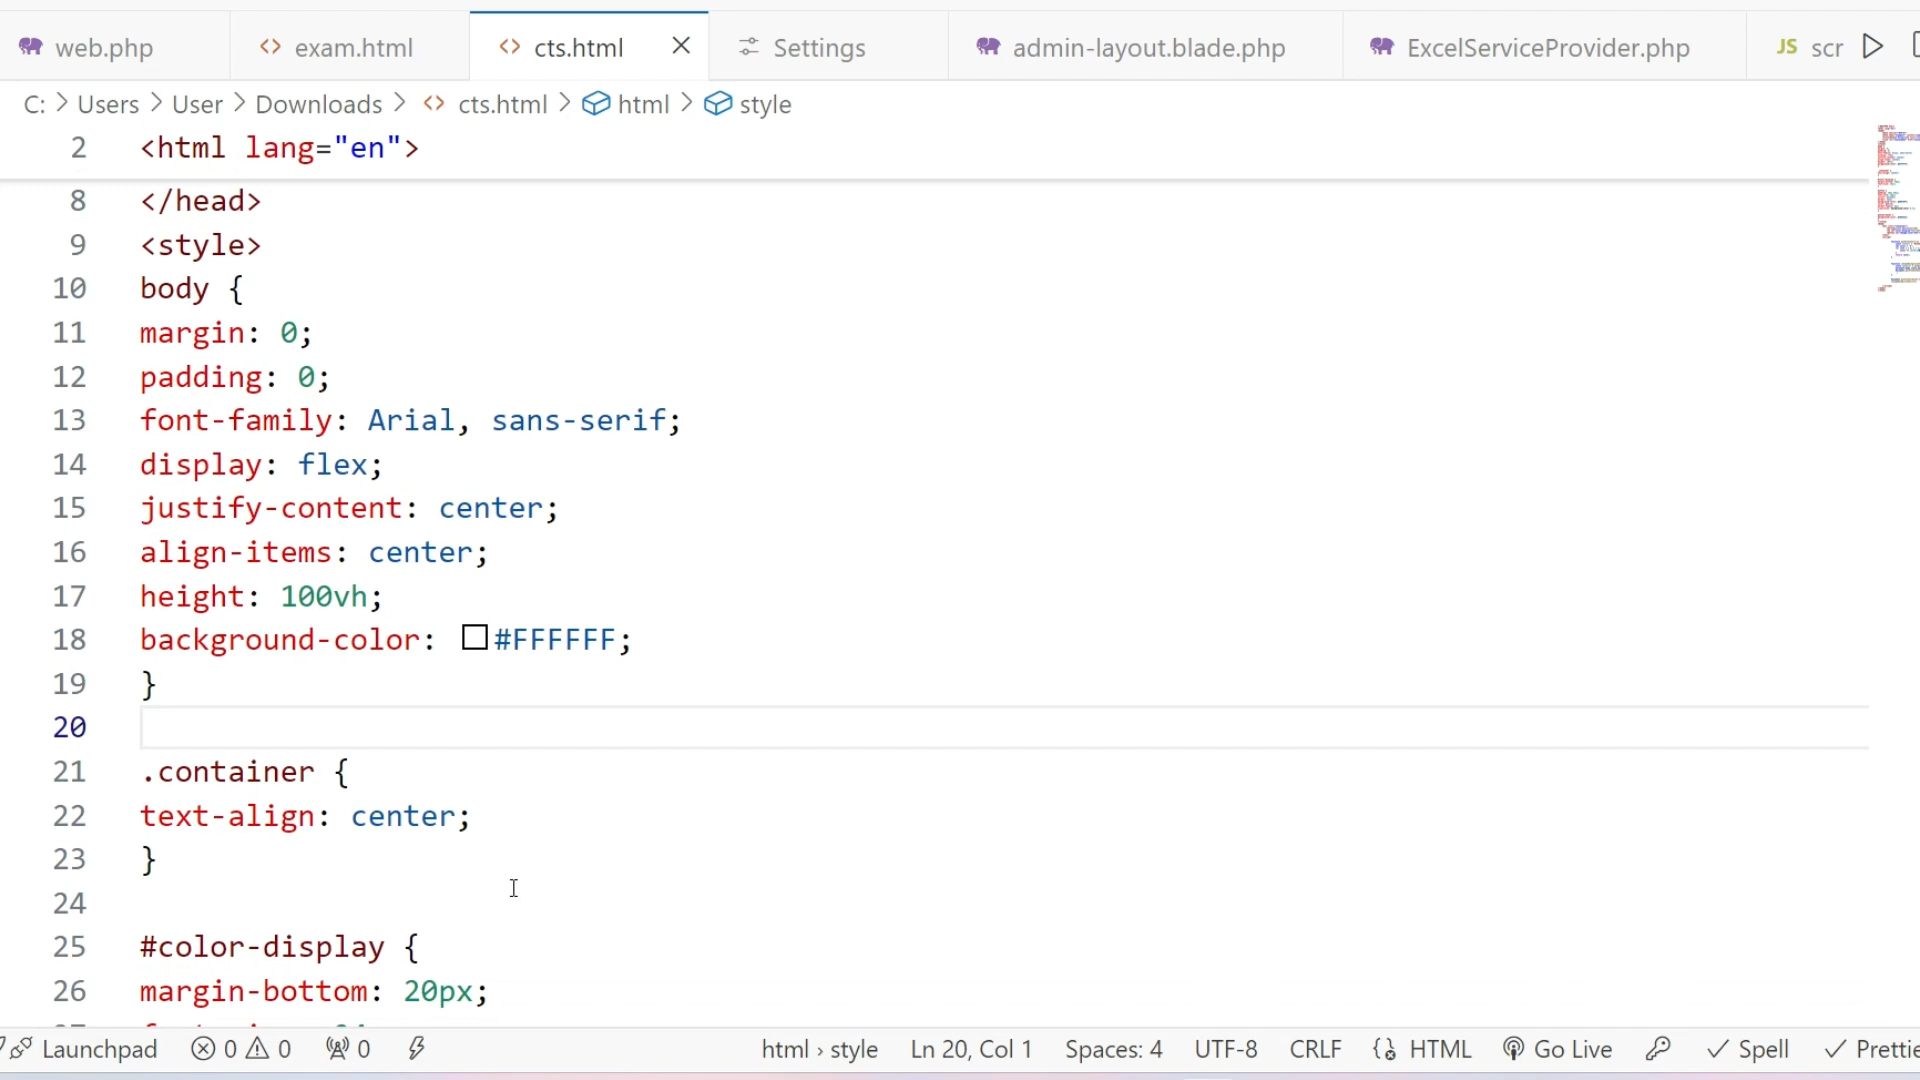 web.php exam.html cts.html Settings admin-layout.blade.php ExcelServiceProvider.php JS scr
C: > Users > User > Downloads > cts.html > html > style
2 <html lang="en">
8 </head>
9 <style>
10 body {
11 margin: 0;
12 padding: 0;
13 font-family: Arial, sans-serif;
14 display: flex;
15 justify-content: center;
16 align-items: center;
17 height: 100vh;
18 background-color: #FFFFFF;
19 }
20
21 .container {
22 text-align: center;
23 }
24
25 #color-display {
26 margin-bottom: 20px;
Launchpad 0 0 0 html › style Ln 20, Col 1 Spaces: 4 UTF-8 CRLF HTML Go Live Spell Prettie